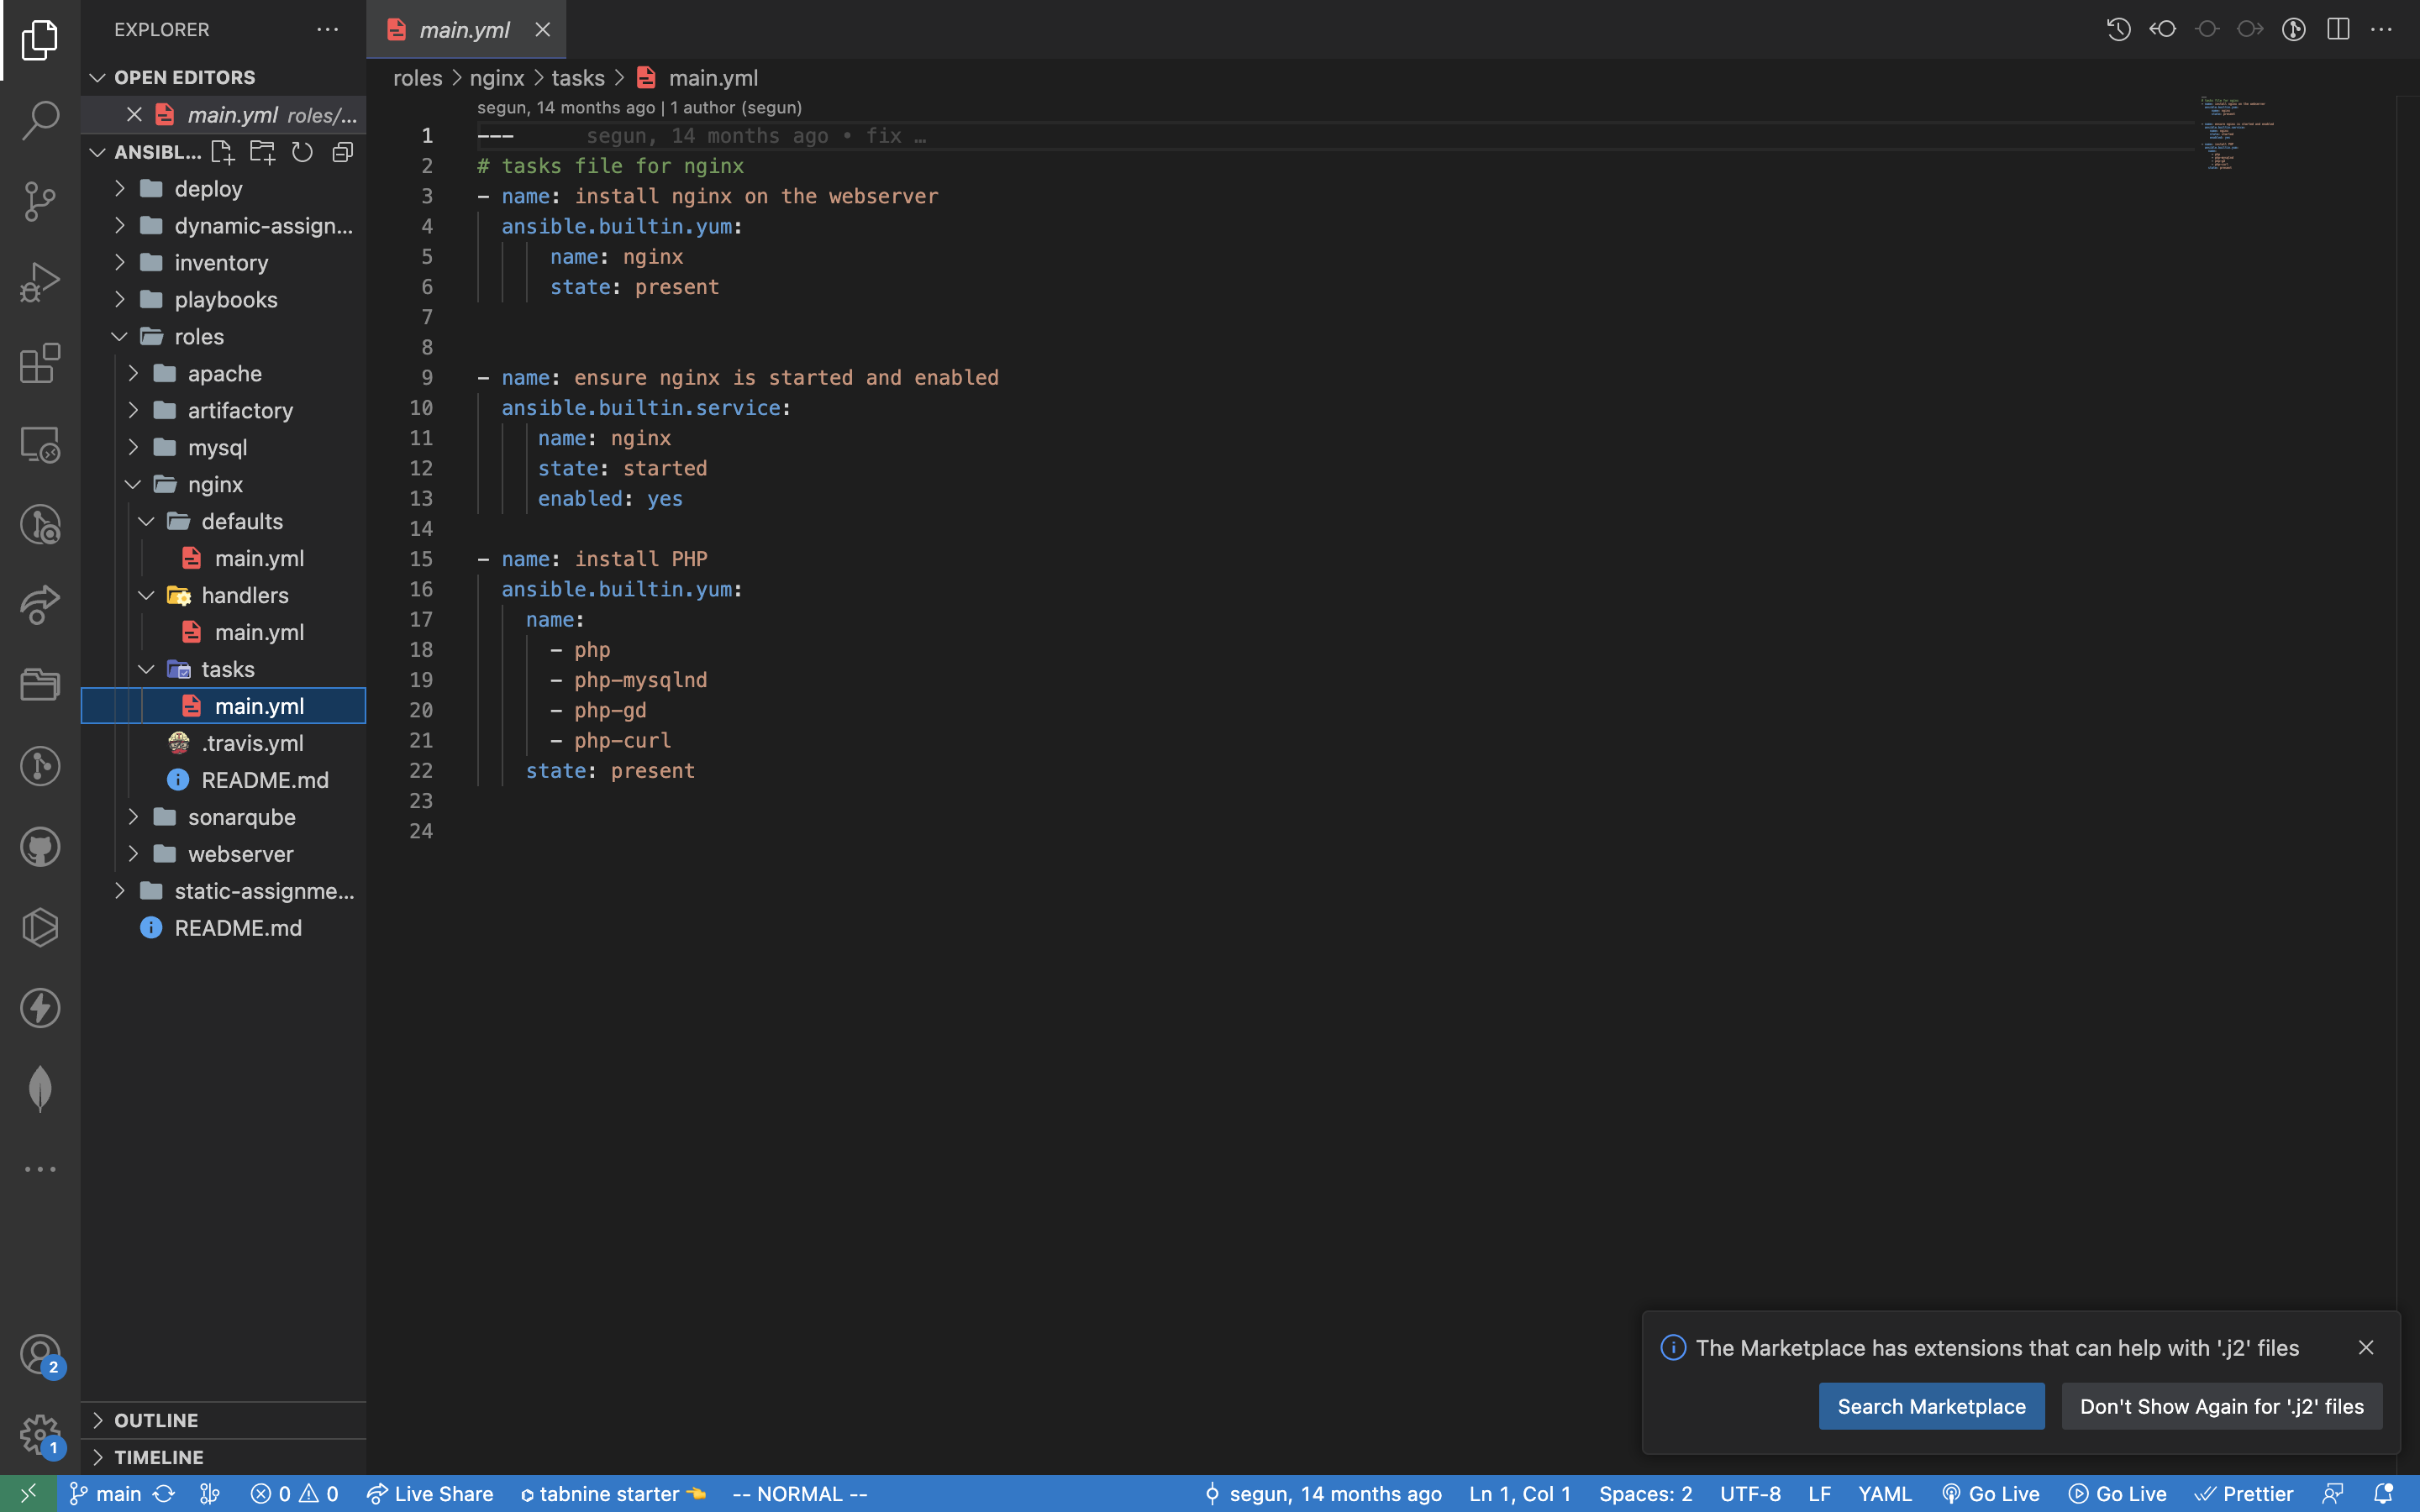 EXPLORER
OPEN EDITORS
main.yml roles/...
ANSIBL...
deploy
dynamic-assign...
inventory
playbooks
roles
apache
artifactory
mysql
nginx
defaults
main.yml
handlers
main.yml
tasks
main.yml
.travis.yml
README.md
sonarqube
webserver
static-assignme...
README.md
OUTLINE
TIMELINE
2
1
main.yml
roles > nginx > tasks > main.yml
segun, 14 months ago | 1 author (segun)
1 --- segun, 14 months ago • fix …
2 # tasks file for nginx
3 - name: install nginx on the webserver
4 ansible.builtin.yum:
5 name: nginx
6 state: present
7
8
9 - name: ensure nginx is started and enabled
10 ansible.builtin.service:
11 name: nginx
12 state: started
13 enabled: yes
14
15 - name: install PHP
16 ansible.builtin.yum:
17 name:
18 - php
19 - php-mysqlnd
20 - php-gd
21 - php-curl
22 state: present
23
24
The Marketplace has extensions that can help with '.j2' files
Search Marketplace
Don't Show Again for '.j2' files
main 0 0 Live Share tabnine starter -- NORMAL -- segun, 14 months ago Ln 1, Col 1 Spaces: 2 UTF-8 LF YAML Go Live Go Live Prettier